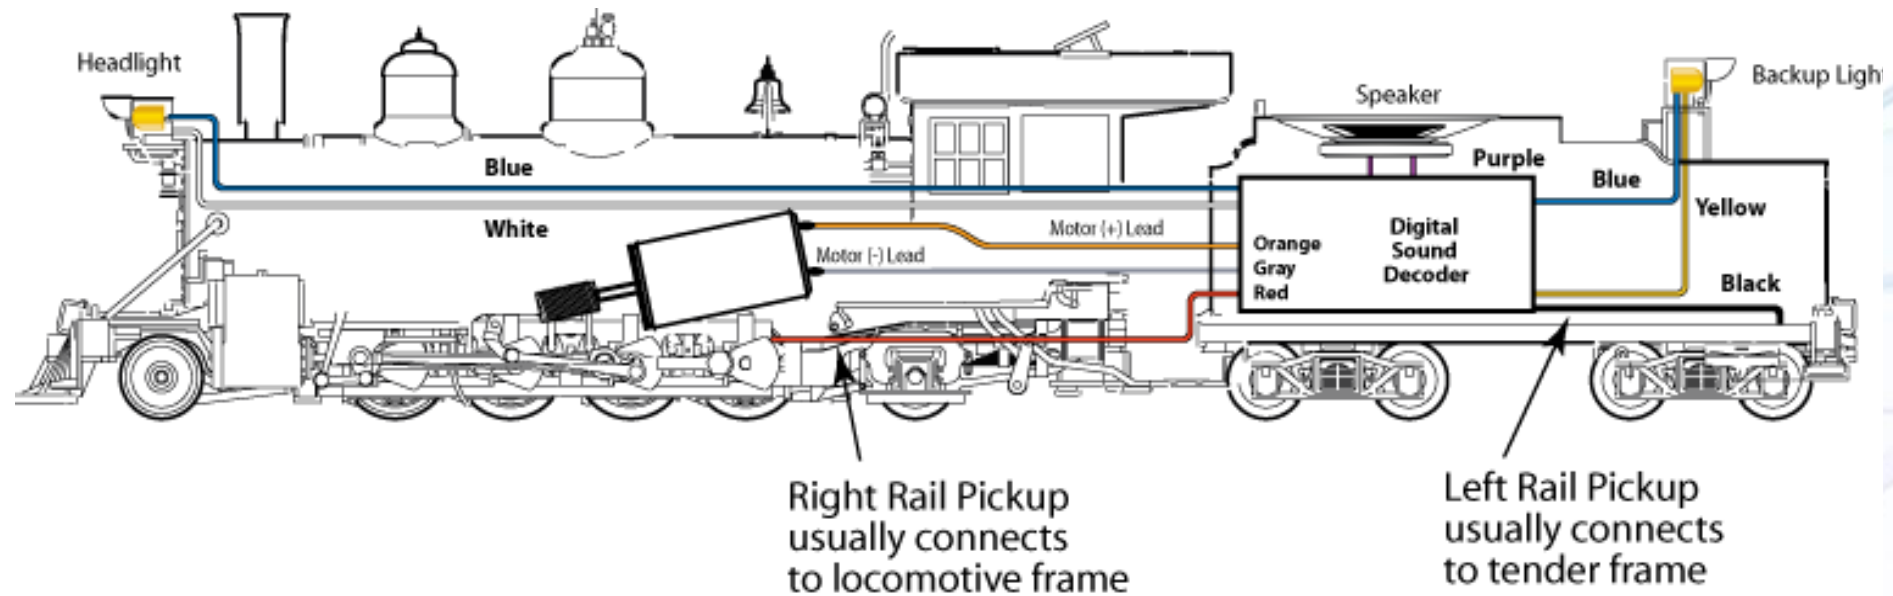 Headlight
Backup Light
Speaker
Blue
Purple
Blue
White
Yellow
Motor (+) Lead
Motor (-) Lead
Orange
Gray
Red
Digital
Sound
Decoder
Black
Right Rail Pickup
usually connects
to locomotive frame
Left Rail Pickup
usually connects
to tender frame